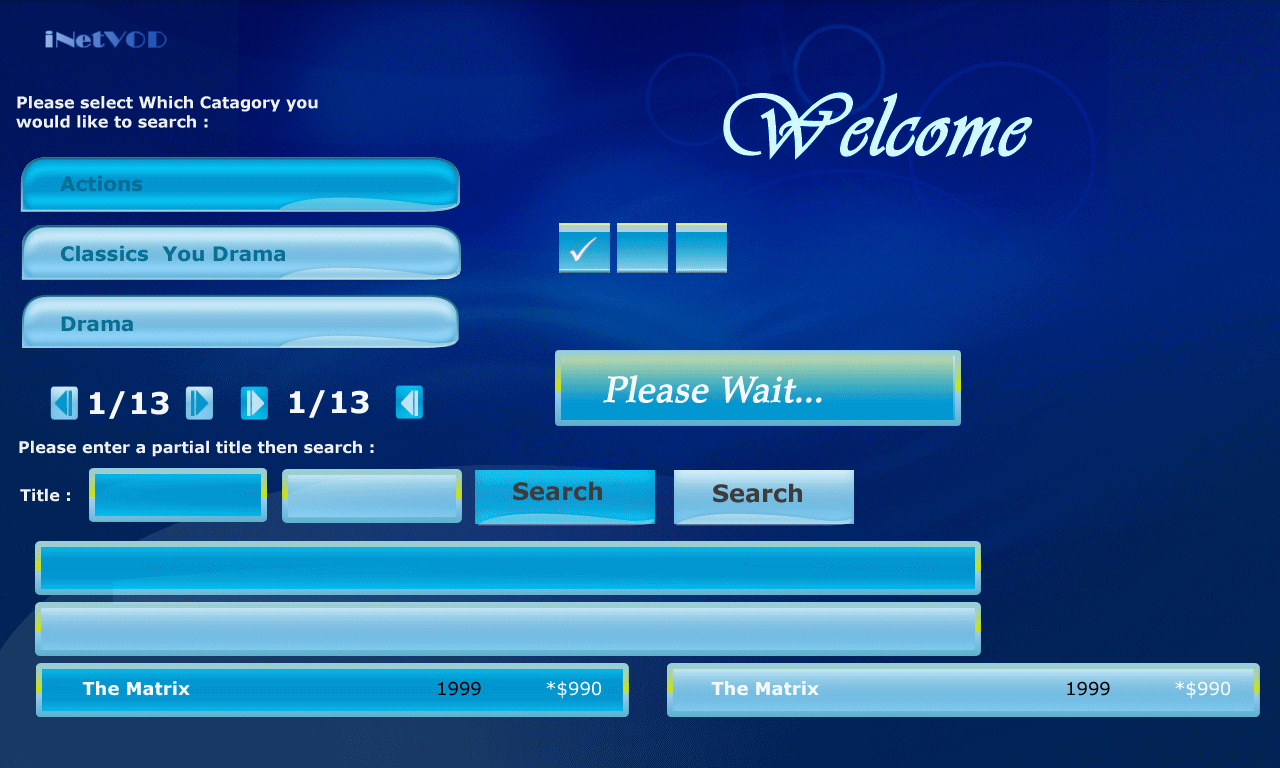 iNetVOD
Please select Which Catagory you
would like to search :
Welcome
Actions
Classics  You Drama
Drama
1/13 1/13
Please Wait...
Please enter a partial title then search :
Title : Search Search
The Matrix 1999 *$990 The Matrix 1999 *$990